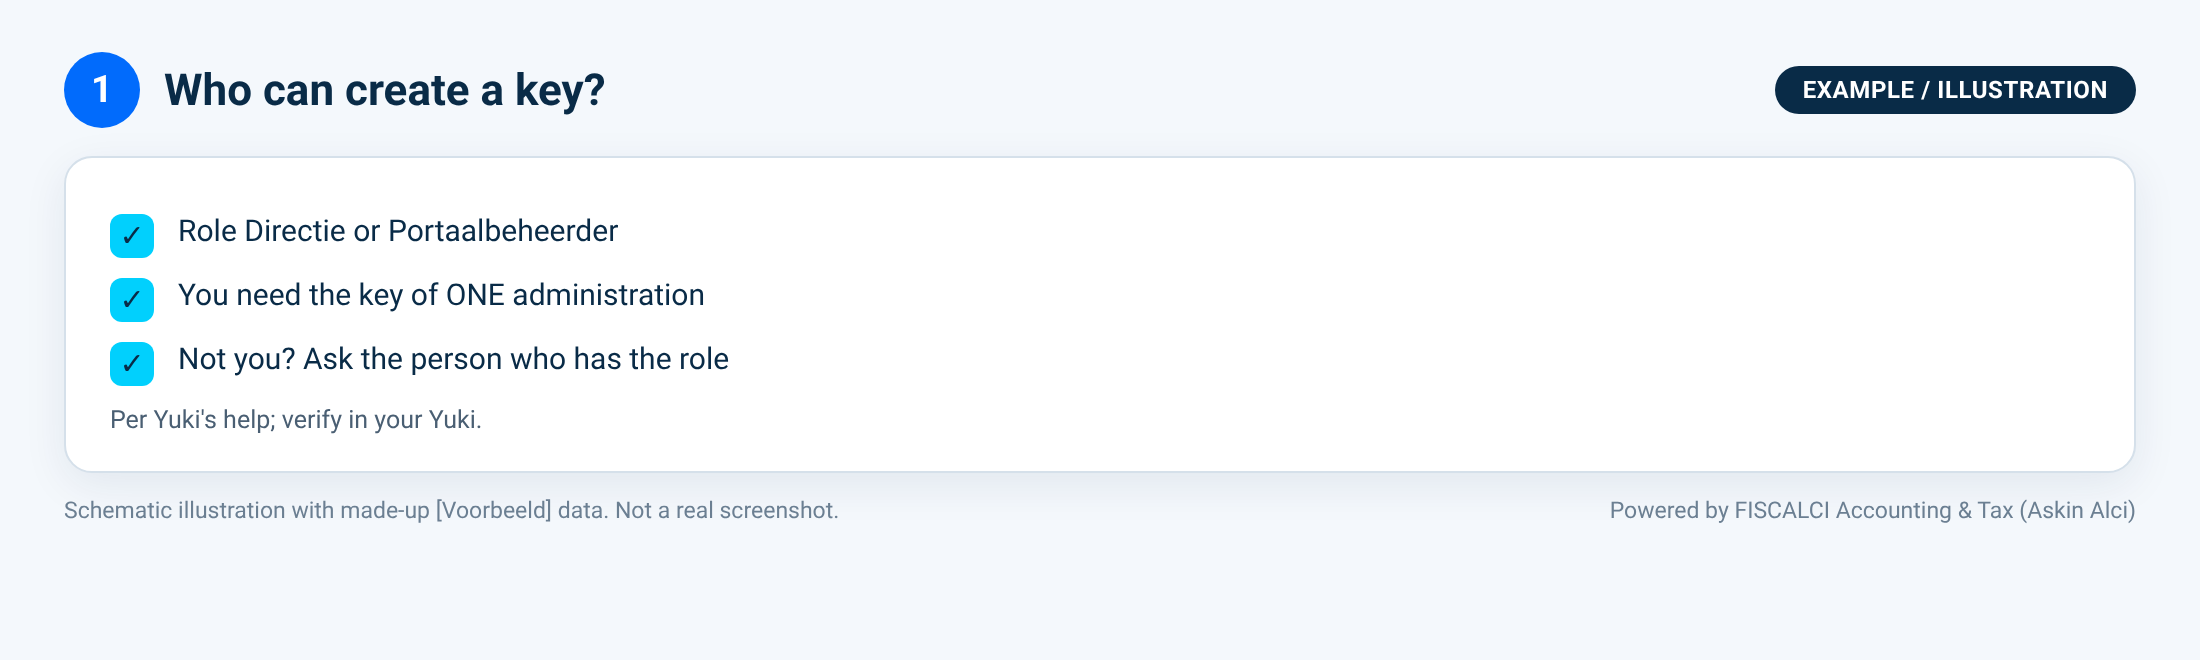 1
Who can create a key?
EXAMPLE / ILLUSTRATION
✓ Role Directie or Portaalbeheerder
✓ You need the key of ONE administration
✓ Not you? Ask the person who has the role
Per Yuki's help; verify in your Yuki.
Schematic illustration with made-up [Voorbeeld] data. Not a real screenshot.
Powered by FISCALCI Accounting & Tax (Askin Alci)